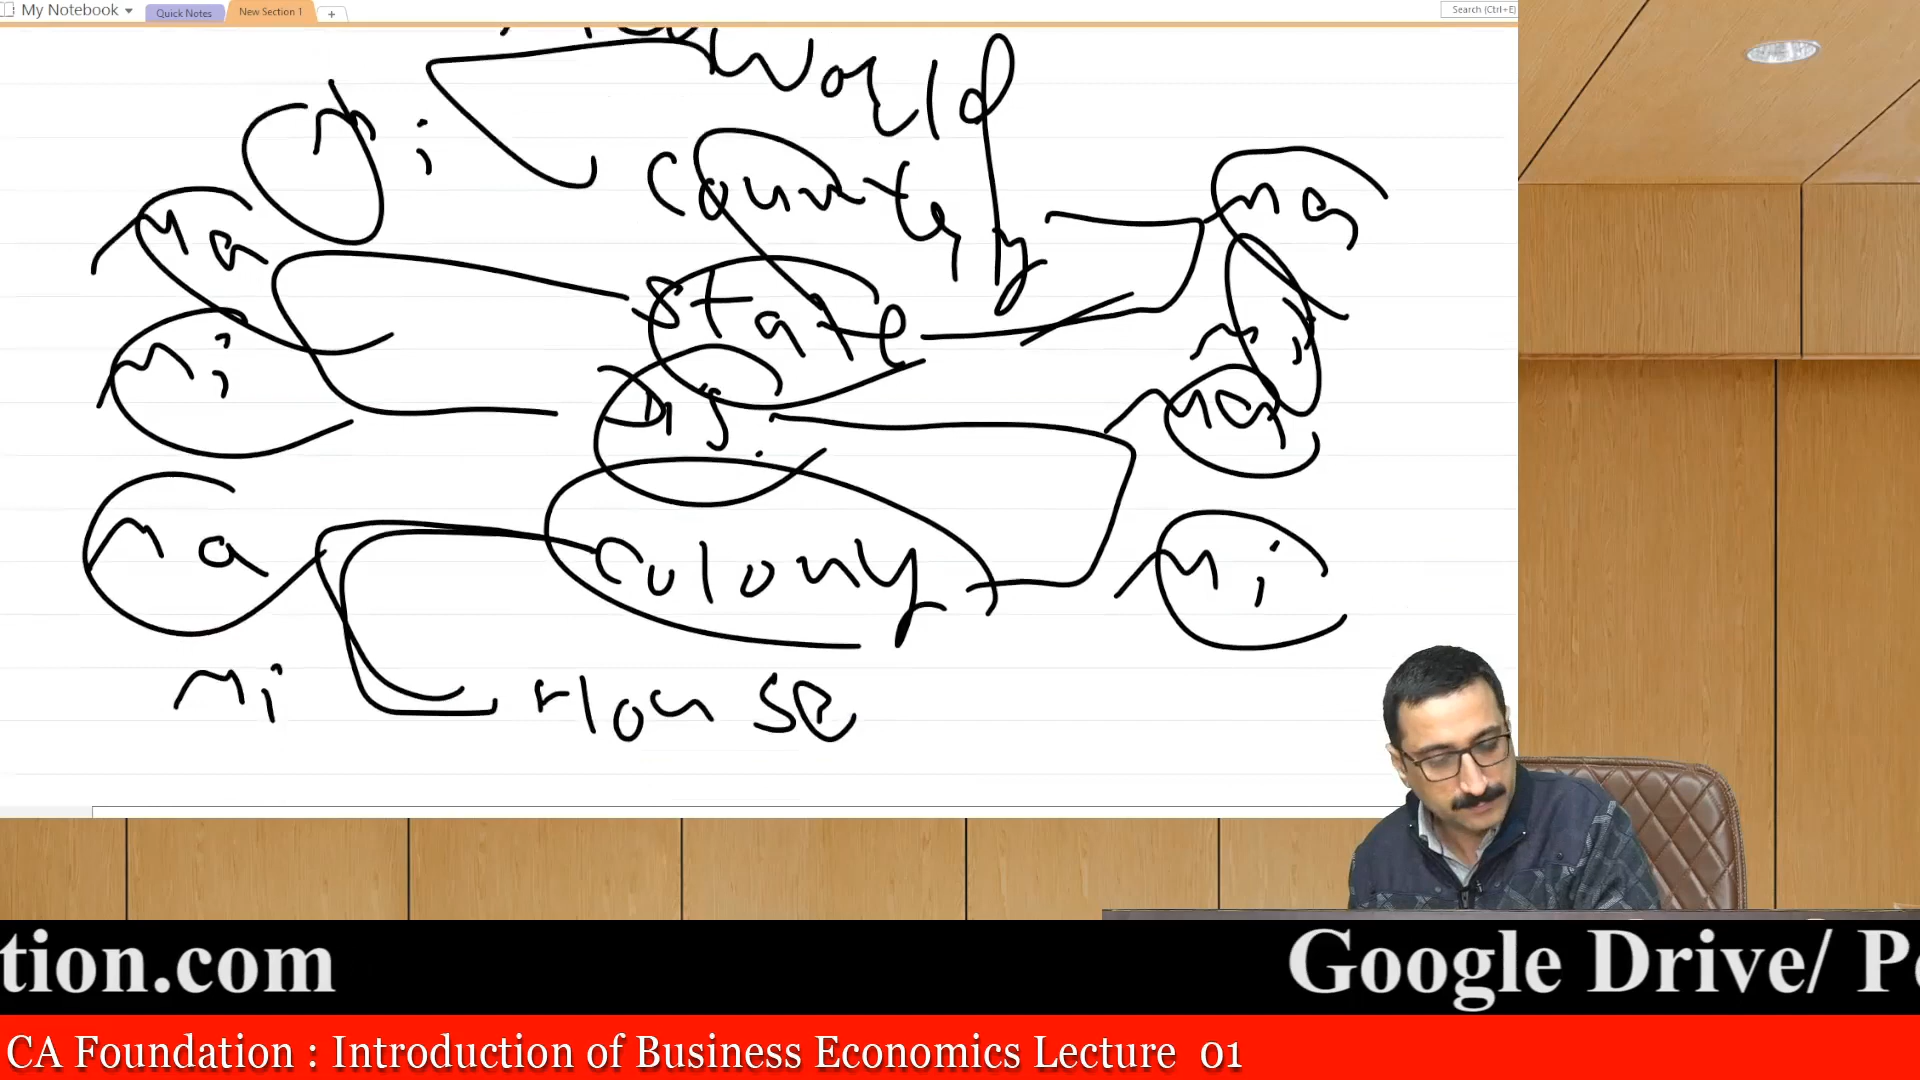 My Notebook
Quick Notes
New Section 1
+
Search (Ctrl+E)
World
Mi
Country
Ma
Ma
State
Mi
Mi
Dis.
Ma
Ma
Colony
Mi
Mi
House
tion.com
Google Drive/ P
CA Foundation : Introduction of Business Economics Lecture 01